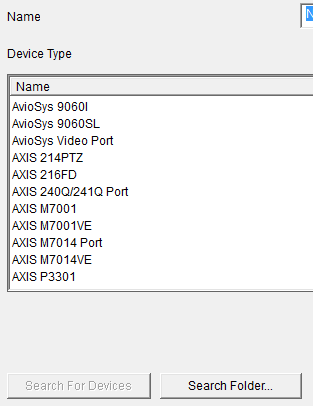 Name
Device Type
Name
AvioSys 9060I
AvioSys 9060SL
AvioSys Video Port
AXIS 214PTZ
AXIS 216FD
AXIS 240Q/241Q Port
AXIS M7001
AXIS M7001VE
AXIS M7014 Port
AXIS M7014VE
AXIS P3301
Search For Devices
Search Folder...